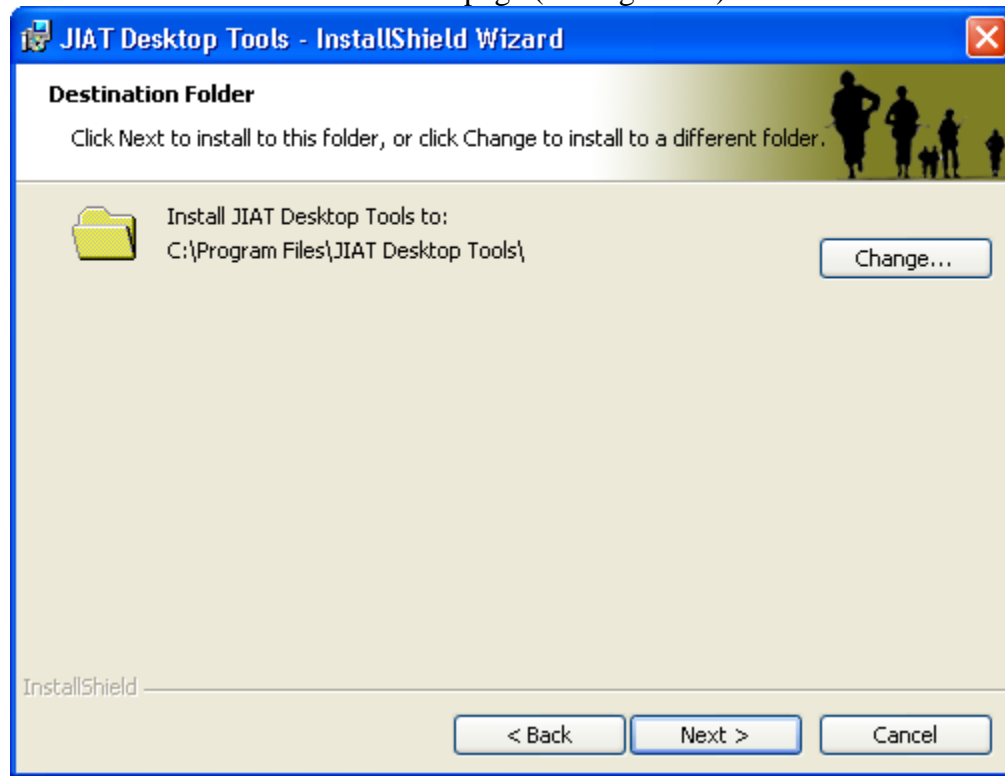 JIAT Desktop Tools - InstallShield Wizard
Destination Folder
Click Next to install to this folder, or click Change to install to a different folder.
Install JIAT Desktop Tools to:
C:\Program Files\JIAT Desktop Tools\
Change...
InstallShield
< Back
Next >
Cancel